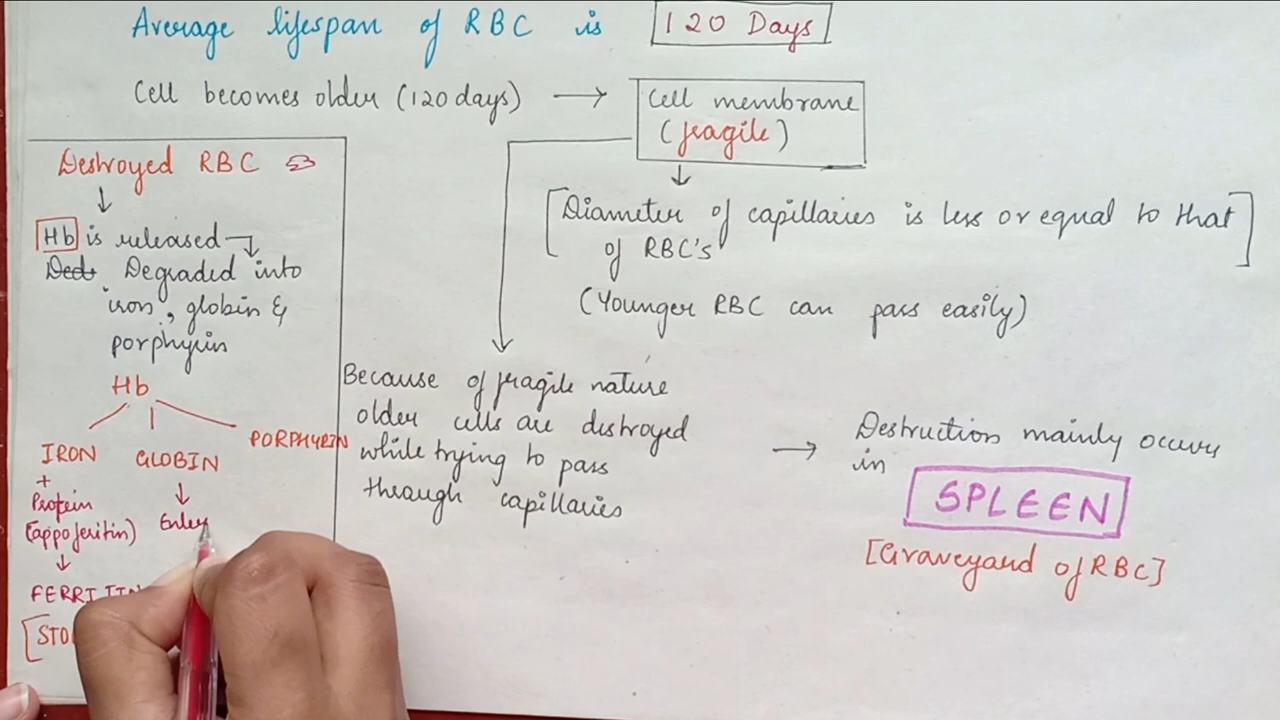 Average lifespan of RBC is 120 Days
Cell becomes older (120 days) → Cell membrane
(fragile)
↓
[Diameter of capillaries is less or equal to that
of RBC's]
(Younger RBC can pass easily)
Because of fragile nature
older cells are destroyed
while trying to pass
through capillaries
→ Destruction mainly occurs
in
SPLEEN
[Graveyard of RBC]
Destroyed RBC
↓
Hb is released
Degraded into
iron, globin &
porphyrin
Hb
IRON GLOBIN PORPHYRIN
+
Protein
(appoferitin)
↓
FERRITIN
[STO
↓
Enter